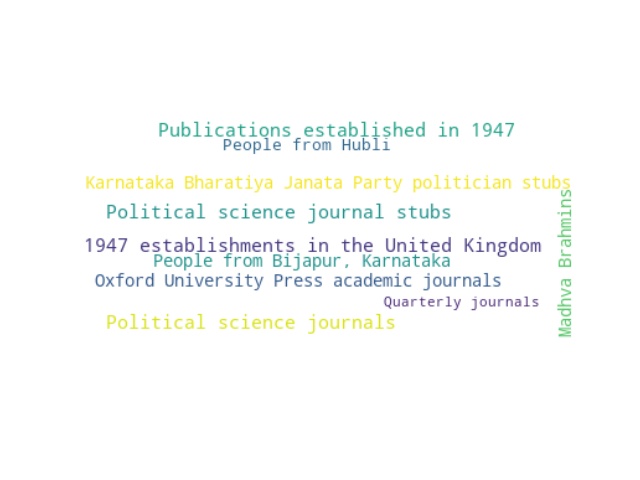 Publications established in 1947
People from Hubli
Karnataka Bharatiya Janata Party politician stubs
Political science journal stubs
1947 establishments in the United Kingdom
People from Bijapur, Karnataka
Oxford University Press academic journals
Quarterly journals
Political science journals
Madhva Brahmins